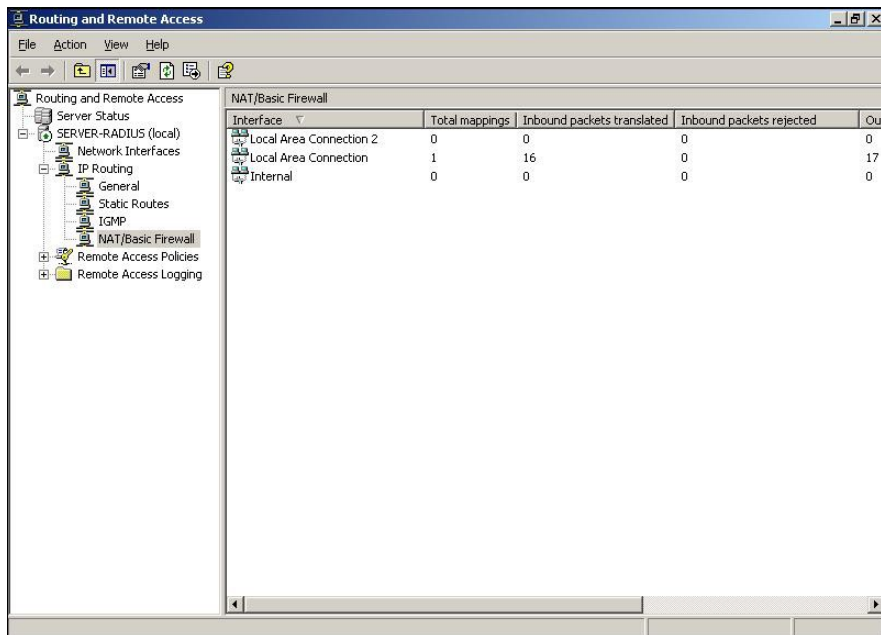 Routing and Remote Access
File Action View Help
Routing and Remote Access
Server Status
SERVER-RADIUS (local)
Network Interfaces
IP Routing
General
Static Routes
IGMP
NAT/Basic Firewall
Remote Access Policies
Remote Access Logging
NAT/Basic Firewall
Interface Total mappings Inbound packets translated Inbound packets rejected Ou
Local Area Connection 2 0 0 0 0
Local Area Connection 1 16 0 17
Internal 0 0 0 0